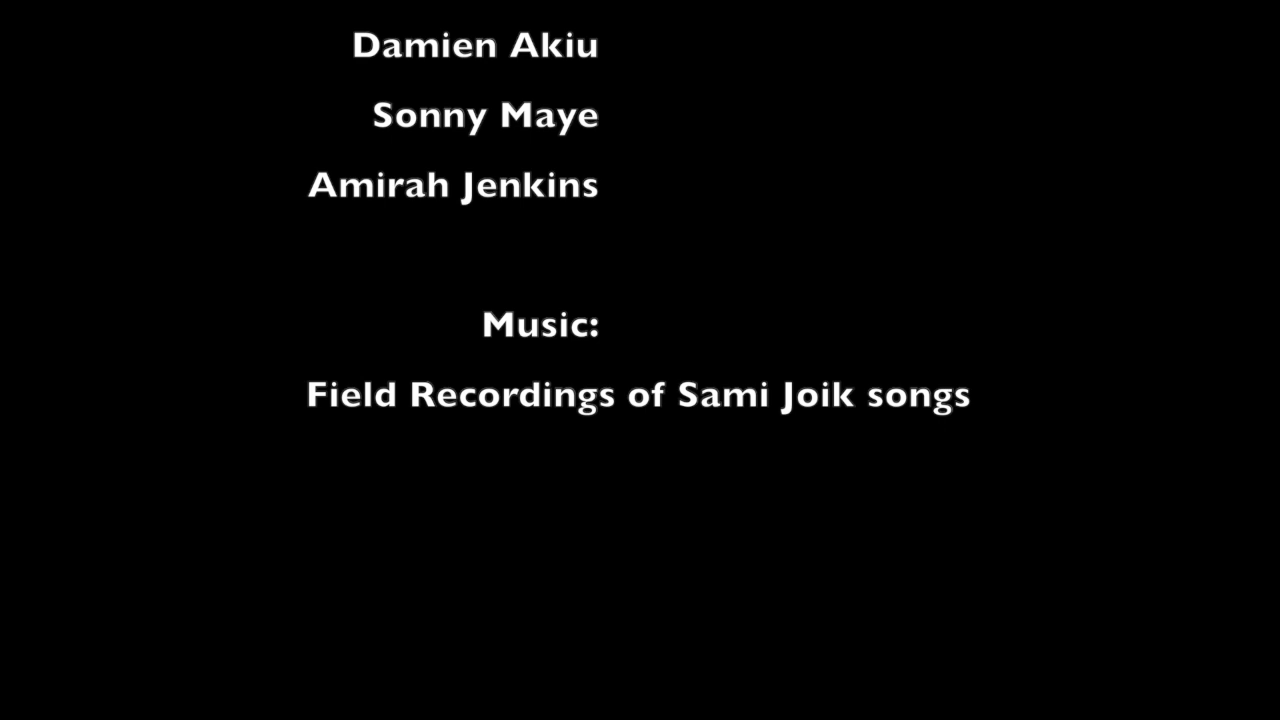 Damien Akiu
Sonny Maye
Amirah Jenkins
Music:
Field Recordings of Sami Joik songs